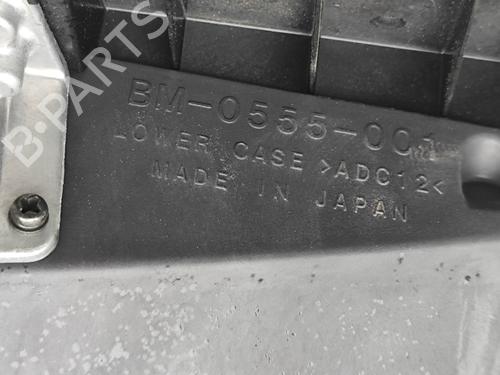 B-PARTS
BM-0555-001
LOWER CASE >ADC12<
MADE IN JAPAN